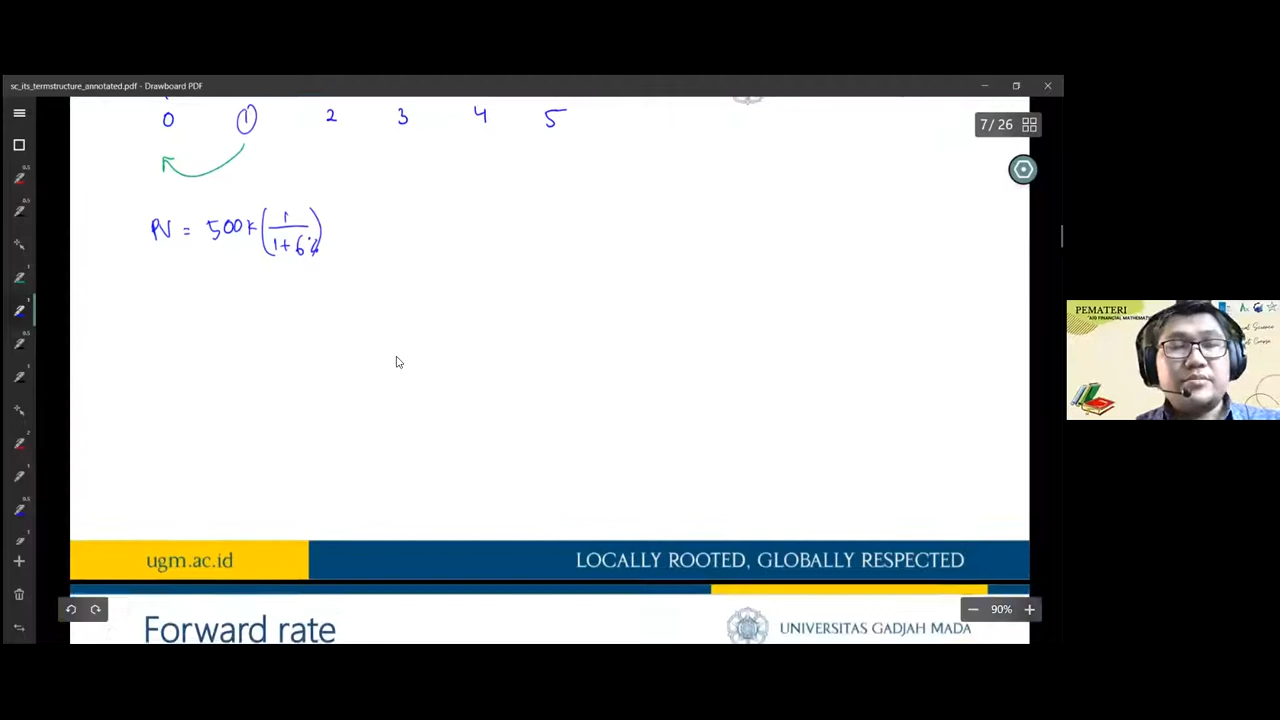 sc_its_termstructure_annotated.pdf - Drawboard PDF
0 1 2 3 4 5
7 / 26
PV = 500k (1 / 1+6%)
PEMATERI
ugm.ac.id
LOCALLY ROOTED, GLOBALLY RESPECTED
90%
Forward rate
UNIVERSITAS GADJAH MADA